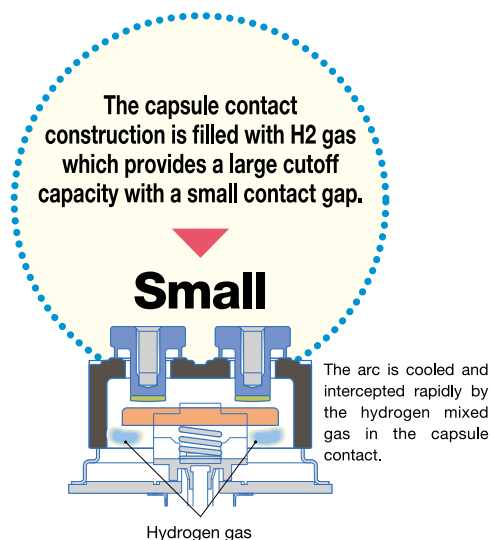 The capsule contact
construction is filled with H2 gas
which provides a large cutoff
capacity with a small contact gap.
Small
The arc is cooled and
intercepted rapidly by
the hydrogen mixed
gas in the capsule
contact.
Hydrogen gas